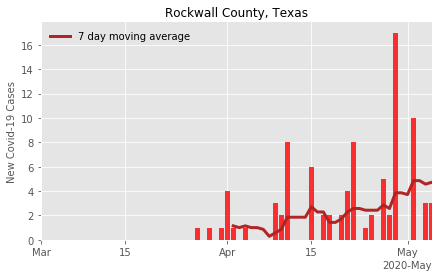 Rockwall County, Texas
7 day moving average
New Covid-19 Cases
16
14
12
10
8
6
4
2
0
Mar
15
Apr
15
May
2020-May